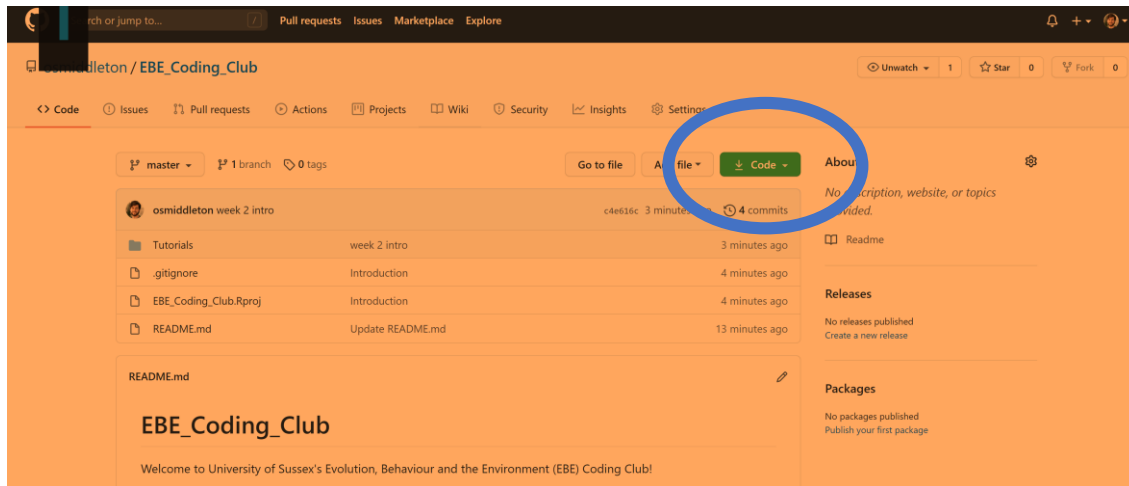 rch or jump to... / Pull requests Issues Marketplace Explore
dleton / EBE_Coding_Club Unwatch 1 Star 0 Fork 0
Code Issues Pull requests Actions Projects Wiki Security Insights Settings
master 1 branch 0 tags Go to file file Code About
No description, website, or topics
osmiddleton week 2 intro c4e616c 3 minutes 4 commits provided.
Tutorials week 2 intro 3 minutes ago Readme
.gitignore Introduction 4 minutes ago
EBE_Coding_Club.Rproj Introduction 4 minutes ago Releases
README.md Update README.md 13 minutes ago No releases published
Create a new release
README.md
Packages
EBE_Coding_Club No packages published
Publish your first package
Welcome to University of Sussex's Evolution, Behaviour and the Environment (EBE) Coding Club!